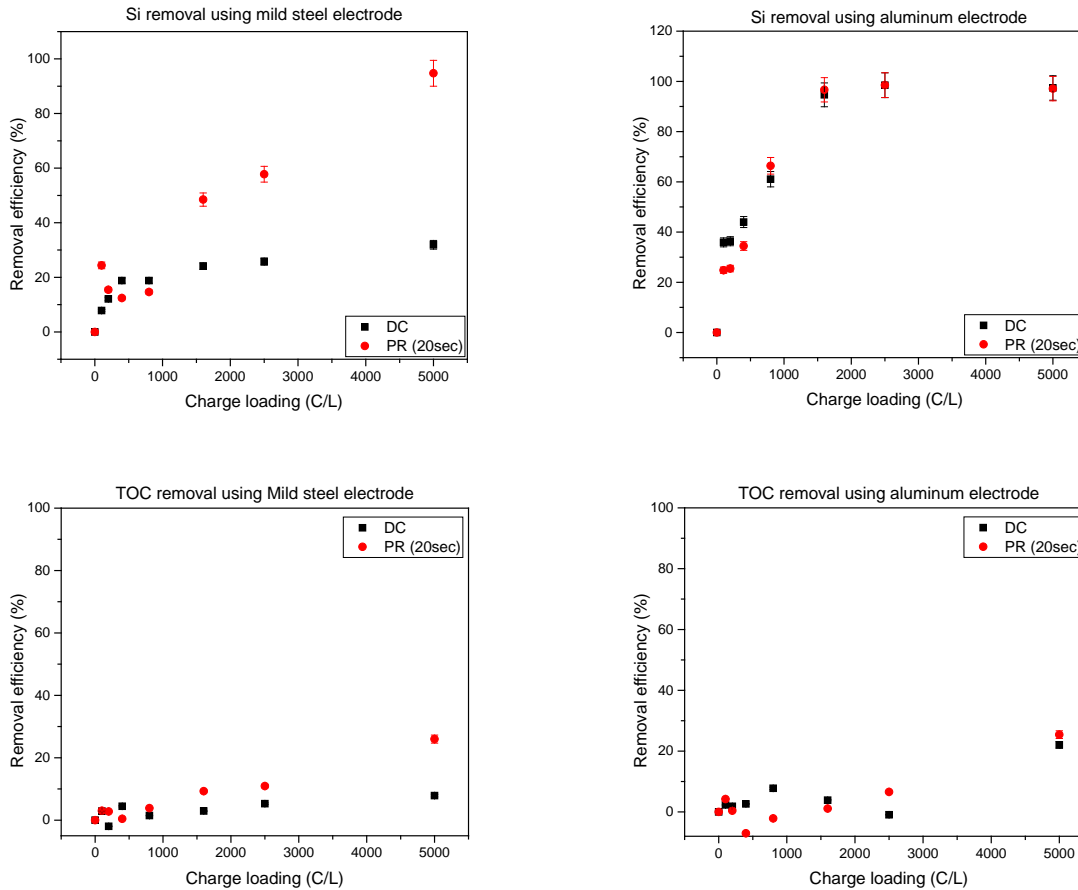 Si removal using mild steel electrode
Removal efficiency (%)
100
80
60
40
20
0
DC
PR (20sec)
0 1000 2000 3000 4000 5000
Charge loading (C/L)
Si removal using aluminum electrode
Removal efficiency (%)
120
100
80
60
40
20
0
DC
PR (20sec)
0 1000 2000 3000 4000 5000
Charge loading (C/L)
TOC removal using Mild steel electrode
Removal efficiency (%)
100
80
60
40
20
0
DC
PR (20sec)
0 1000 2000 3000 4000 5000
Charge loading (C/L)
TOC removal using aluminum electrode
Removal efficiency (%)
100
80
60
40
20
0
DC
PR (20sec)
0 1000 2000 3000 4000 5000
Charge loading (C/L)